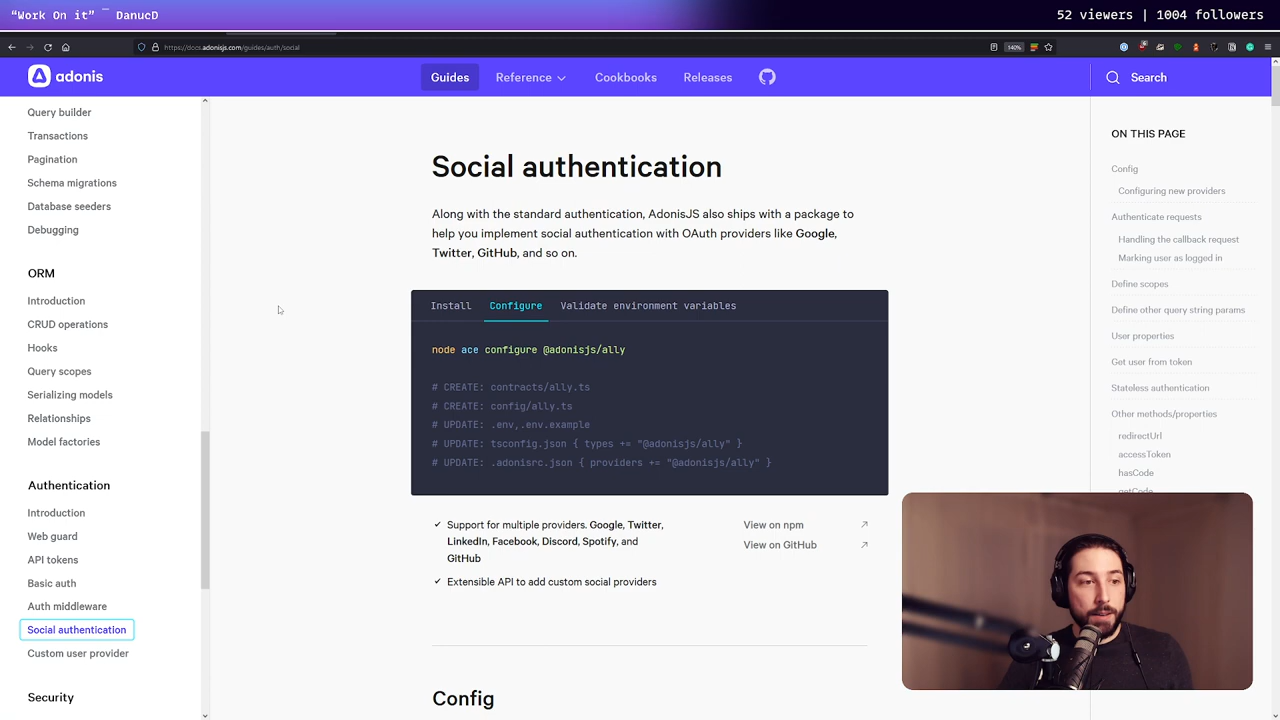 “Work On it” ‾ DanucD
52 viewers | 1004 followers
https://docs.adonisjs.com/guides/auth/social
140%
adonis
Guides
Reference
Cookbooks
Releases
Search
Query builder
Transactions
Pagination
Schema migrations
Database seeders
Debugging
ORM
Introduction
CRUD operations
Hooks
Query scopes
Serializing models
Relationships
Model factories
Authentication
Introduction
Web guard
API tokens
Basic auth
Auth middleware
Social authentication
Custom user provider
Security
Social authentication
Along with the standard authentication, AdonisJS also ships with a package to
help you implement social authentication with OAuth providers like Google,
Twitter, GitHub, and so on.
Install Configure Validate environment variables
node ace configure @adonisjs/ally
# CREATE: contracts/ally.ts
# CREATE: config/ally.ts
# UPDATE: .env,.env.example
# UPDATE: tsconfig.json { types += "@adonisjs/ally" }
# UPDATE: .adonisrc.json { providers += "@adonisjs/ally" }
✓ Support for multiple providers. Google, Twitter,
LinkedIn, Facebook, Discord, Spotify, and
GitHub
✓ Extensible API to add custom social providers
View on npm ↗
View on GitHub ↗
Config
ON THIS PAGE
Config
Configuring new providers
Authenticate requests
Handling the callback request
Marking user as logged in
Define scopes
Define other query string params
User properties
Get user from token
Stateless authentication
Other methods/properties
redirectUrl
accessToken
hasCode
getCode